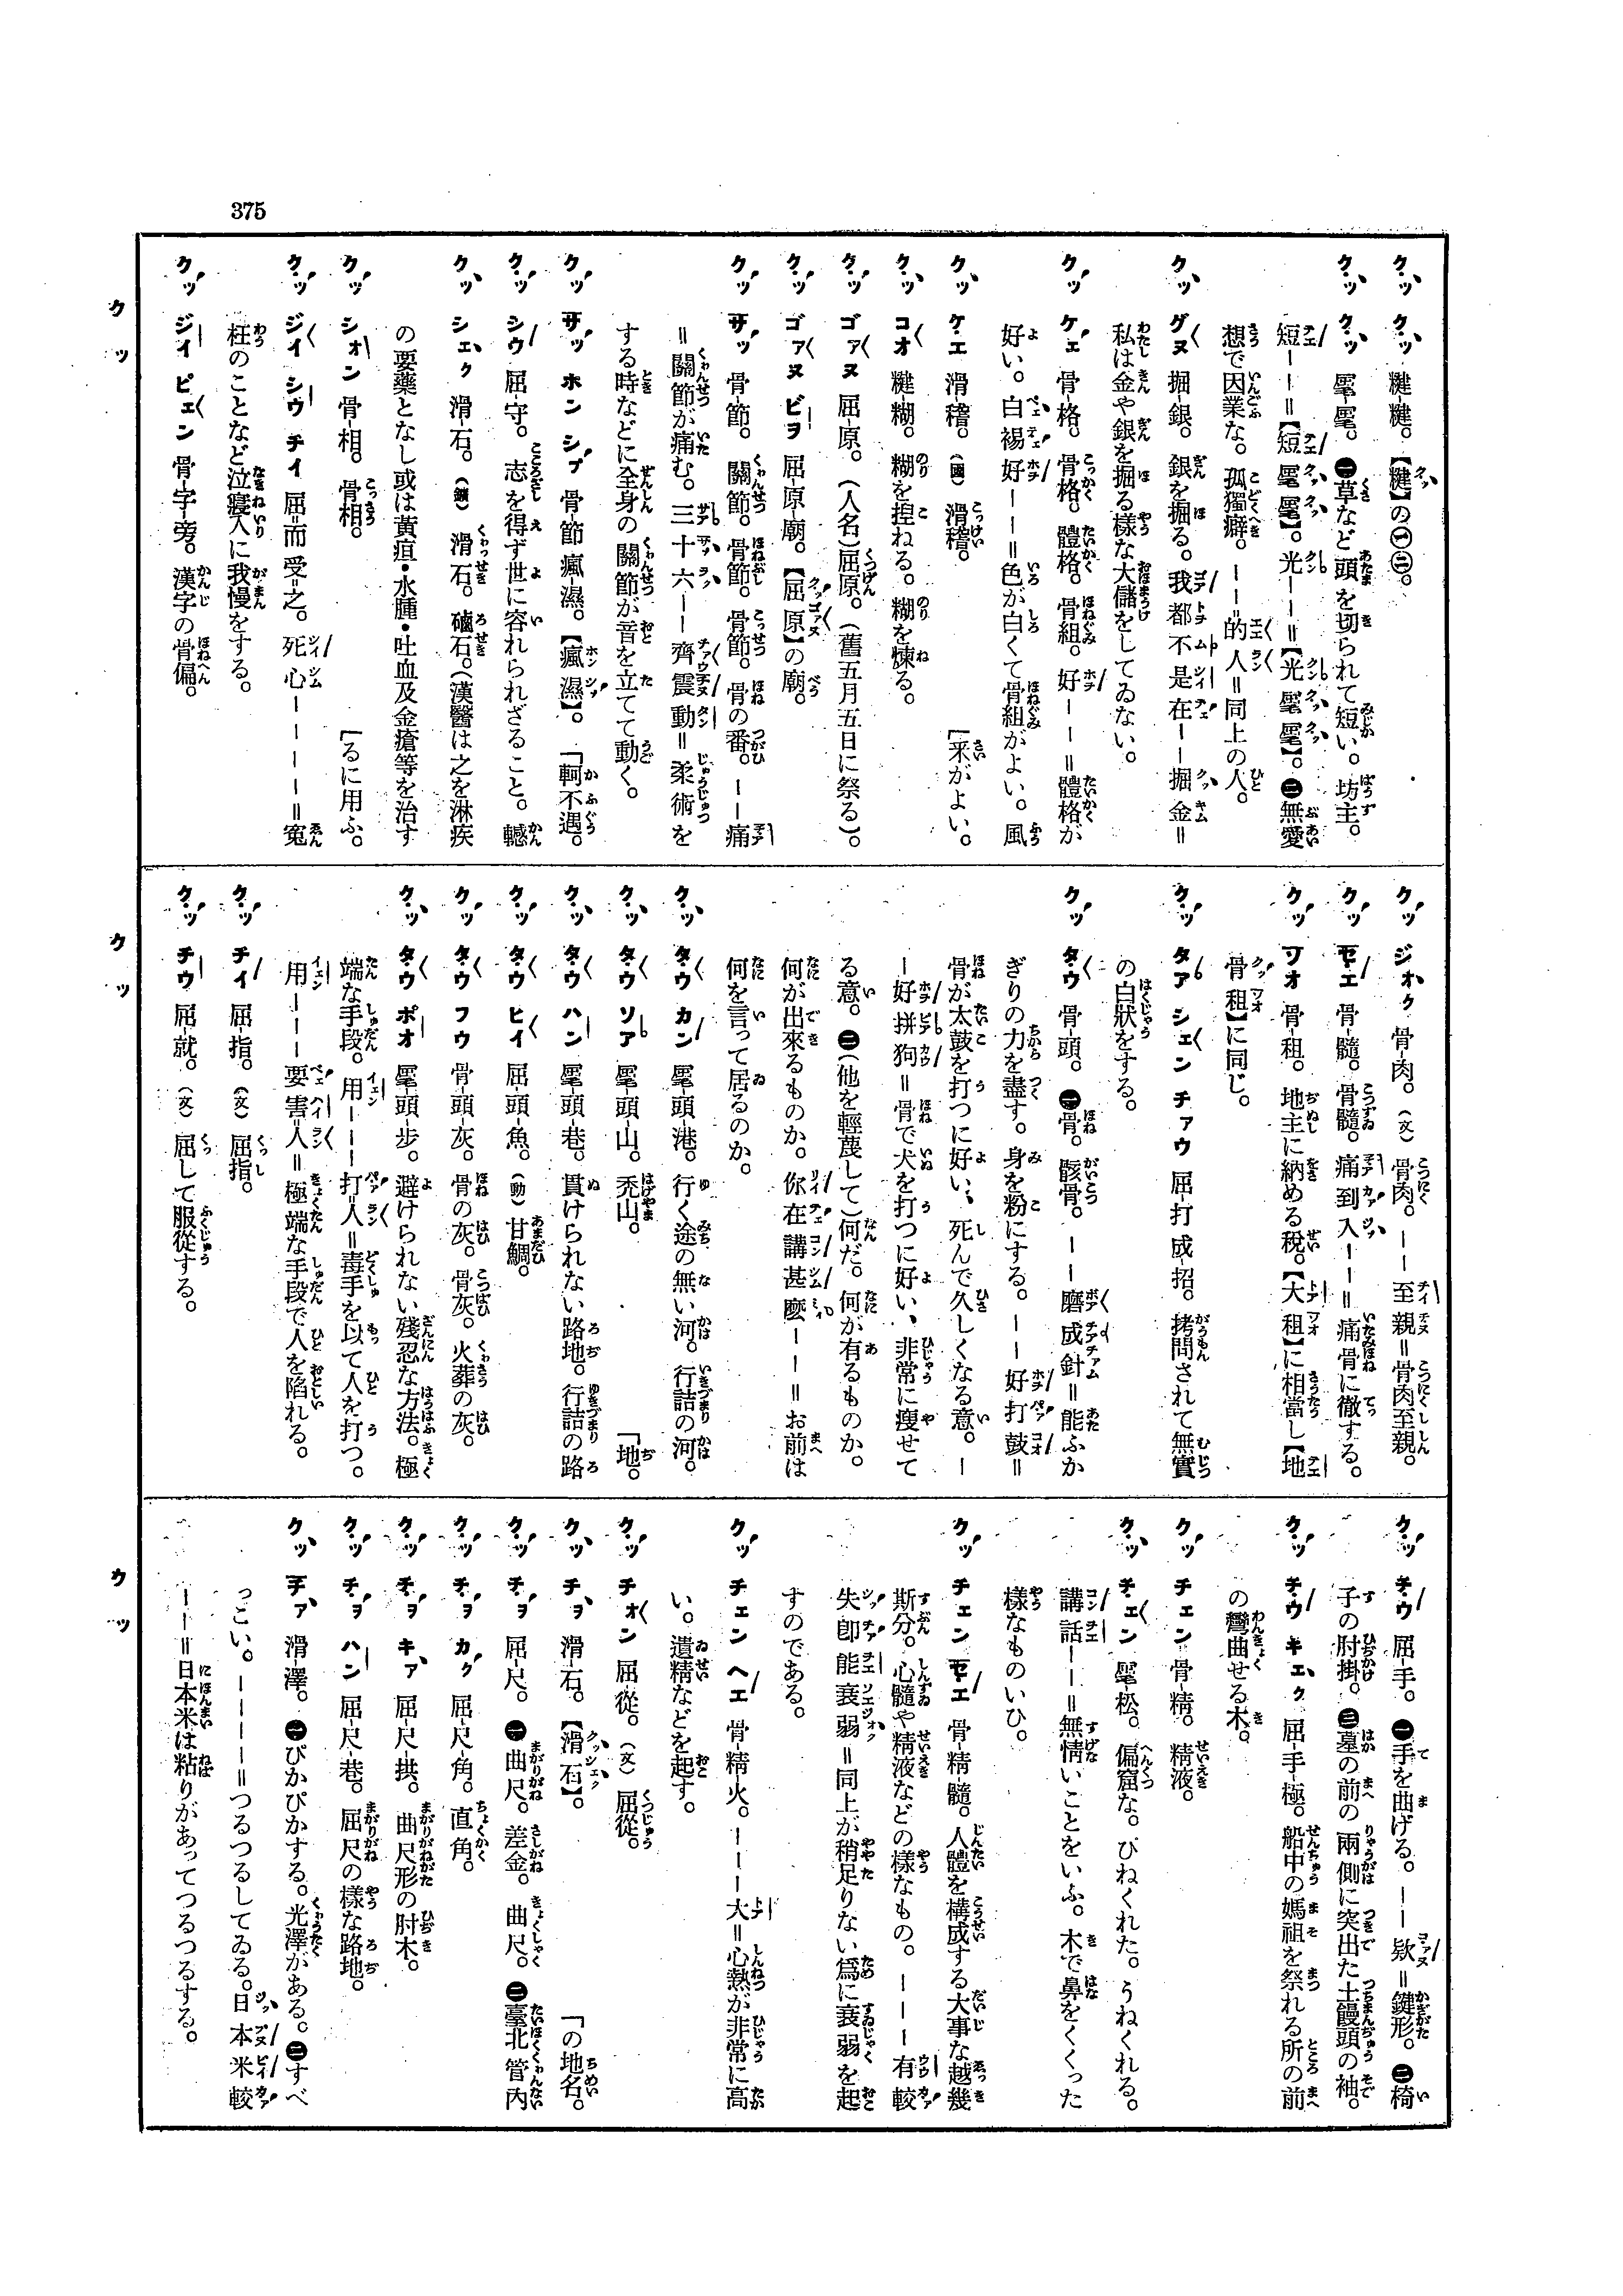 375
クッ クッ 糠-糠。【糠】の㊀㊁。
クッ クッ 㞘-㞘。㊀草など頭を切られて短い。坊主。
短ーー=【短㞘㞘】。光ーー=【光㞘㞘】。㊁無愛
想で因業な。孤獨癖。ーー=的人=同上の人。
クッ グヌ 掘-銀。銀を掘る。我都不是在ーー掘金=
私は金や銀を掘る樣な大儲をしてゐない。
クッ ケェ 骨-格。骨格。體格。骨組。好ーー=體格が
好い。白裼好ーー=色が白くて骨組がよい。風
クッ ケエ 滑-稽。(國)滑稽。 [采がよい。
クッ コオ 糊。糊を捏ねる。糊を煉る。
クッ ゴァヌ 屈-原。(人名)屈原。(舊五月五日に祭る)。
クッ ゴァヌ ビヲ 屈-原-廟。【屈原】の廟。
クッ サッ 骨-節。關節。骨節。骨節。骨の番。ーー痛
=關節が痛む。三十六ーー齊震動=柔術を
する時などに全身の關節が音を立てて動く。
クッ サッ ホン シプ 骨-節 瘋-濕。【瘋濕】。 「軻不遇。
クッ シウ 屈-守。志を得ず世に容れられざること。轗
クッ シェク 滑-石。(鑛)滑石。磠石。(漢醫は之を淋疾
の要藥となし或は黃疸・水腫・吐血及金瘡等を治す
クッ シオン 骨-相。骨相。 [るに用ふ。
クッ ジイ シウ チイ 屈=而 受=之。死心ーーーー=寃
枉のことなど泣寢入に我慢をする。
クッ ジイ ピェン 骨-字-旁。漢字の骨偏。
ク ッ
クッ ジオク 骨-肉。(文)骨肉。ーー至親=骨肉至親。
クッ セエ 骨-髓。骨髓。痛到入ーー=痛骨に徹する。
クッ ツオ 骨-租。地主に納める稅。【大租】に相當し【地
骨租】に同じ。
クッ タア シェン チァウ 屈-打 成-招。拷問されて無實
の白狀をする。
クッ タウ 骨-頭。㊀骨。骸骨。ーー磨成針=能ふか
ぎりの力を盡す。身を粉にする。ーー好打鼓=
骨が太鼓を打つに好い、死んで久しくなる意。ー
ー好拼狗=骨で犬を打つに好い、非常に瘦せて
る意。㊁(他を輕蔑して)何だ。何が有るものか。
何が出來るものか。你在講甚麼ーー=お前は
何を言って居るのか。
クッ タウ カン 㞘-頭-港。行く途の無い河。行詰の河。
クッ タウ ソア 㞘-頭-山。禿山。 「地。
クッ タウ ハン 㞘-頭-巷。貫けられない路地。行詰の路
クッ タウ ヒイ 屈-頭-魚。(動)甘鯛。
クッ タウ フウ 骨-頭-灰。骨の灰。骨灰。火葬の灰。
クッ タウ ポオ 㞘-頭-步。避けられない殘忍な方法。極
端な手段。用ーーー打=人=毒手を以て人を打つ。
用ーーー要害=人=極端な手段で人を陷れる。
クッ チイ 屈-指。(文)屈指。
クッ チウ 屈-就。(文)屈して服從する。
ク ッ
クッ チウ 屈-手。㊀手を曲げる。ーー欵=鍵形。㊁椅
子の肘掛。㊂墓の前の兩側に突出た土饅頭の袖。
クッ チウ キェク 屈-手-極。船中の媽祖を祭れる所の前
の彎曲せる木。
クッ チェン 骨-精。精液。
クッ チェン 㞘-松。偏窟な。ひねくれた。うねくれる。
講話ーー=無情いことをいふ。木で鼻をくくった
樣なものいひ。
クッ チェン セエ 骨-精-髓。人體を構成する大事な越幾
斯分。心髓や精液などの樣なもの。ーーー有較
失卽能衰弱=同上が稍足りない爲に衰弱を起
すのである。
クッ チェン ヘエ 骨-精-火。ーーー大=心熱が非常に高
い。遺精などを起す。
クッ チオン 屈從。(文)屈從。
クッ チヲ 滑-石。【滑石】。 「の地名。
クッ チヲ 屈-尺。㊀曲尺。差金。曲尺。㊁臺北管內
クッ チヲ カク 屈-尺-角。直角。
クッ チヲ キァ 屈-尺-拱。曲尺形の肘木。
クッ チヲ ハン 屈-尺-巷。屈尺の樣な路地。
クッ チァ 滑-澤。㊀ぴかぴかする。光澤がある。㊁すべ
っこい。ーーーー=つるつるしてゐる。日本米較
ーー=日本米は粘りがあってつるつるする。
ク ッ